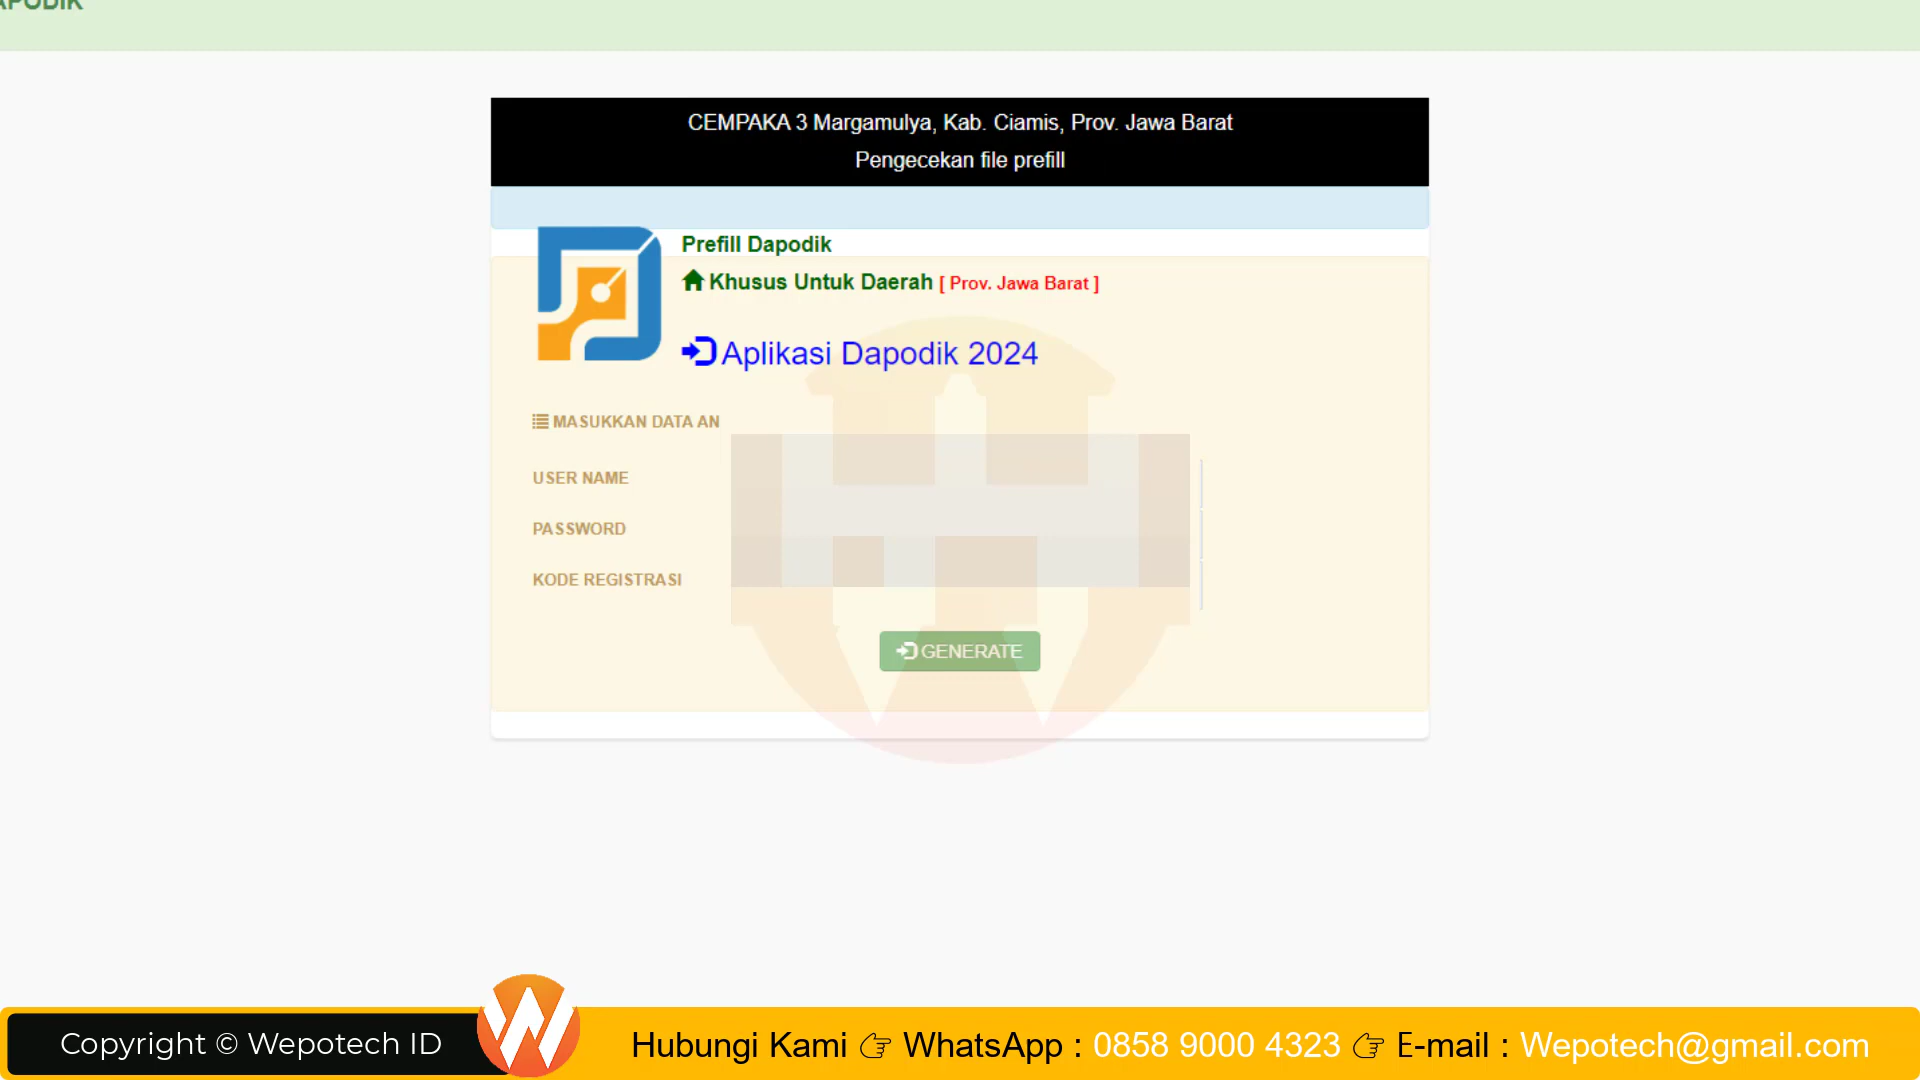 CEMPAKA 3 Margamulya, Kab. Ciamis, Prov. Jawa Barat
Pengecekan file prefill
Prefill Dapodik
Khusus Untuk Daerah [ Prov. Jawa Barat ]
Aplikasi Dapodik 2024
MASUKKAN DATA AN
USER NAME
PASSWORD
KODE REGISTRASI
GENERATE
Copyright © Wepotech ID
Hubungi Kami 👉 WhatsApp : 0858 9000 4323 👉 E-mail : Wepotech@gmail.com